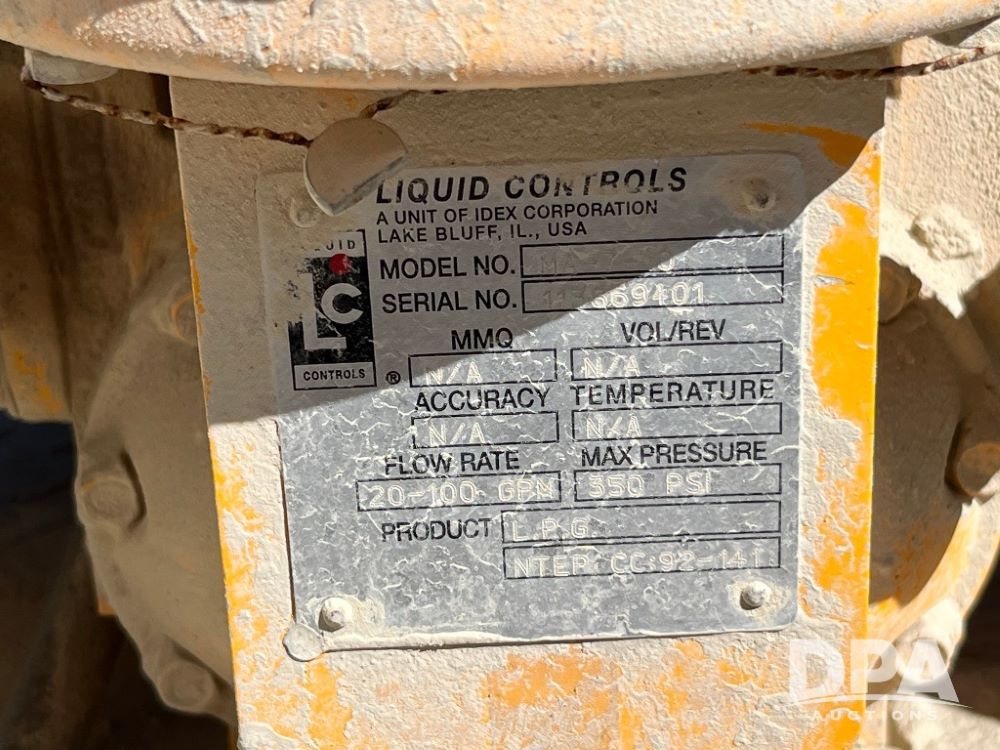 LIQUID CONTROLS
A UNIT OF IDEX CORPORATION
LAKE BLUFF, IL., USA
LC
CONTROLS ®
MODEL NO.
SERIAL NO.
MMQ VOL/REV
N/A N/A
ACCURACY TEMPERATURE
N/A N/A
FLOW RATE MAX PRESSURE
20-100 GPM 350 PSI
PRODUCT L.P.G
NTEP CC:92-141
DPA
AUCTIONS